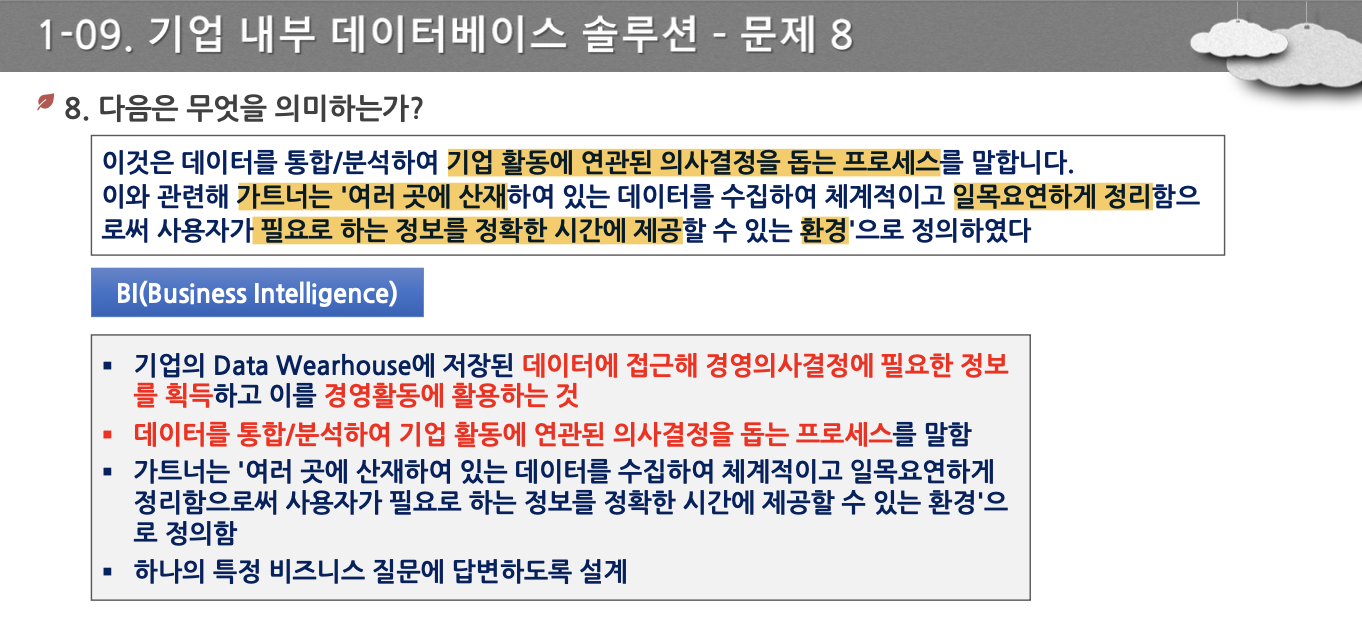 1-09. 기업 내부 데이터베이스 솔루션 - 문제 8
8. 다음은 무엇을 의미하는가?
이것은 데이터를 통합/분석하여 기업 활동에 연관된 의사결정을 돕는 프로세스를 말합니다.
이와 관련해 가트너는 '여러 곳에 산재하여 있는 데이터를 수집하여 체계적이고 일목요연하게 정리함으
로써 사용자가 필요로 하는 정보를 정확한 시간에 제공할 수 있는 환경'으로 정의하였다
BI(Business Intelligence)
▪ 기업의 Data Wearhouse에 저장된 데이터에 접근해 경영의사결정에 필요한 정보
를 획득하고 이를 경영활동에 활용하는 것
▪ 데이터를 통합/분석하여 기업 활동에 연관된 의사결정을 돕는 프로세스를 말함
▪ 가트너는 '여러 곳에 산재하여 있는 데이터를 수집하여 체계적이고 일목요연하게
정리함으로써 사용자가 필요로 하는 정보를 정확한 시간에 제공할 수 있는 환경'으
로 정의함
▪ 하나의 특정 비즈니스 질문에 답변하도록 설계